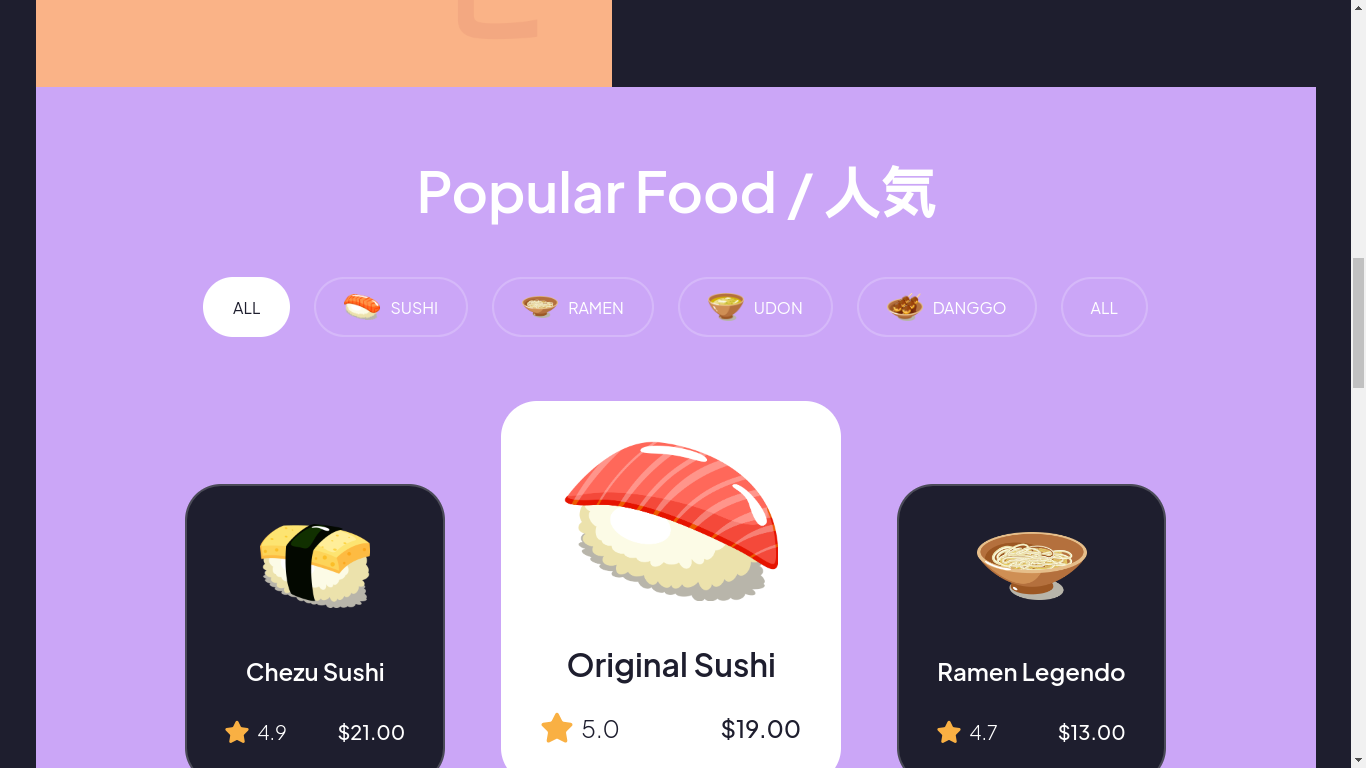 Popular Food / 人気
ALL
SUSHI
RAMEN
UDON
DANGGO
ALL
Chezu Sushi
4.9 $21.00
Original Sushi
5.0 $19.00
Ramen Legendo
4.7 $13.00